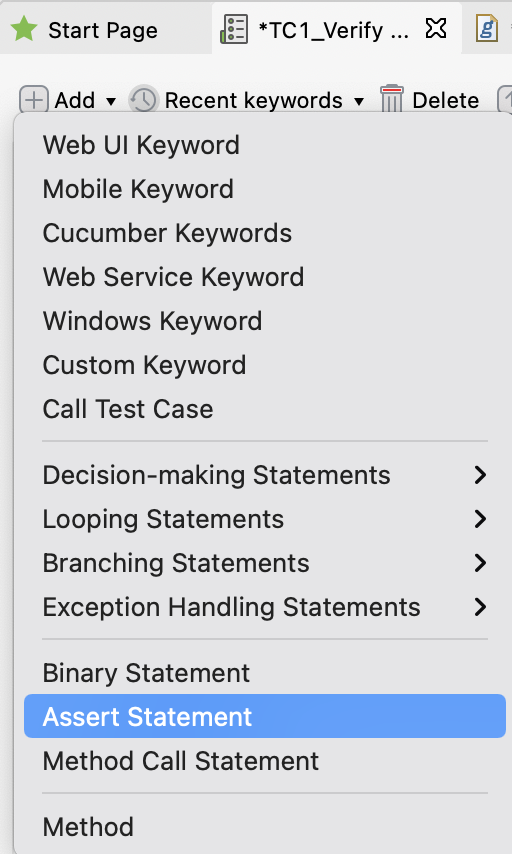 Start Page
*TC1_Verify ...
g
Add
Recent keywords
Delete
Web UI Keyword
Mobile Keyword
Cucumber Keywords
Web Service Keyword
Windows Keyword
Custom Keyword
Call Test Case
Decision-making Statements
Looping Statements
Branching Statements
Exception Handling Statements
Binary Statement
Assert Statement
Method Call Statement
Method